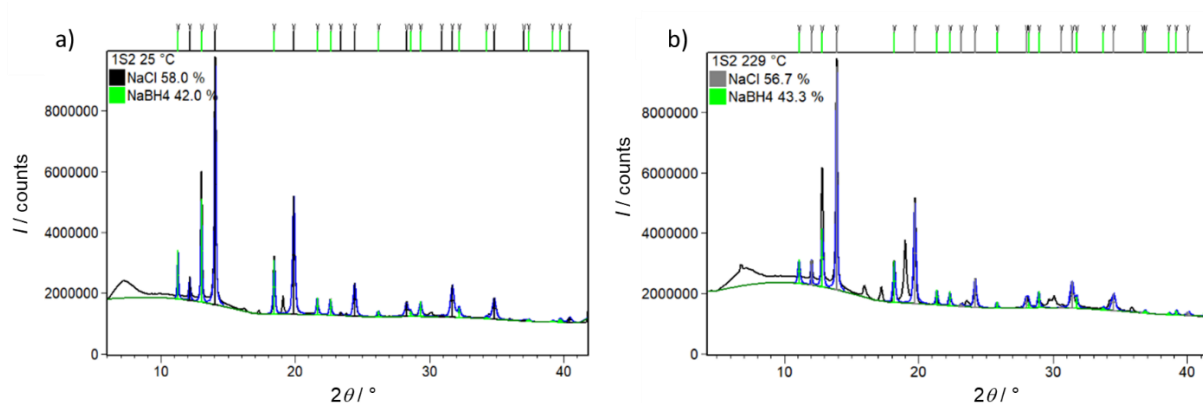 a)
1S2 25 °C
NaCl 58.0 %
NaBH4 42.0 %
8000000
6000000
4000000
2000000
0
I / counts
10
20
30
40
2θ / °
b)
1S2 229 °C
NaCl 56.7 %
NaBH4 43.3 %
8000000
6000000
4000000
2000000
0
I / counts
10
20
30
40
2θ / °